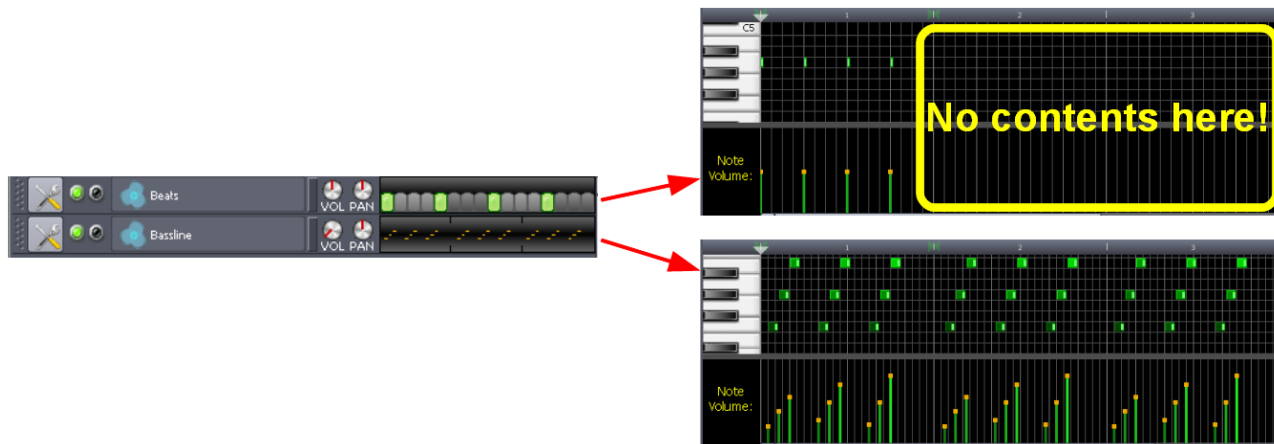 1 2 3
C5
No contents here!
Note
Volume:
Beats
VOL PAN
Bassline
VOL PAN
1 2 3
Note
Volume: